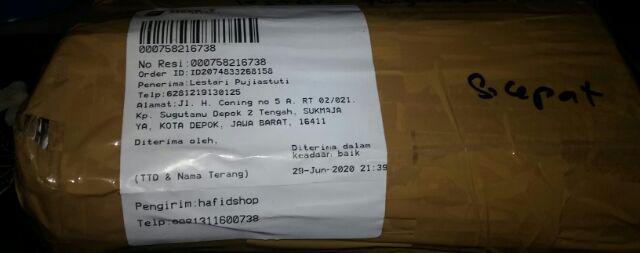 000758216738
No Resi:000758216738
Order ID:ID2074833268158
Penerima:Lestari Pujiastuti
Telp:6281219130125
Alamat:Jl. H. Coning no 5 A. RT 02/021.
Kp. Sugutamu Depok 2 Tengah, SUKMAJA
YA, KOTA DEPOK, JAWA BARAT, 16411
Diterima oleh,
Diterima dalam
keadaan baik
(TTD & Nama Terang)
29-Jun-2020 21:39
Pengirim:hafidshop
Telp:0881311600738
Sicepat